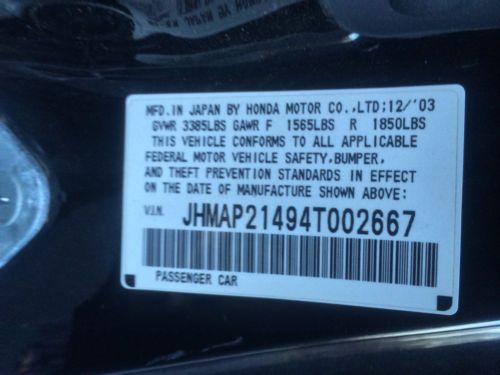 MFD.IN JAPAN BY HONDA MOTOR CO.,LTD:12/'03
GVWR 3385LBS GAWR F 1565LBS R 1850LBS
THIS VEHICLE CONFORMS TO ALL APPLICABLE
FEDERAL MOTOR VEHICLE SAFETY,BUMPER,
AND THEFT PREVENTION STANDARDS IN EFFECT
ON THE DATE OF MANUFACTURE SHOWN ABOVE:
V.I.N. JHMAP21494T002667
PASSENGER CAR